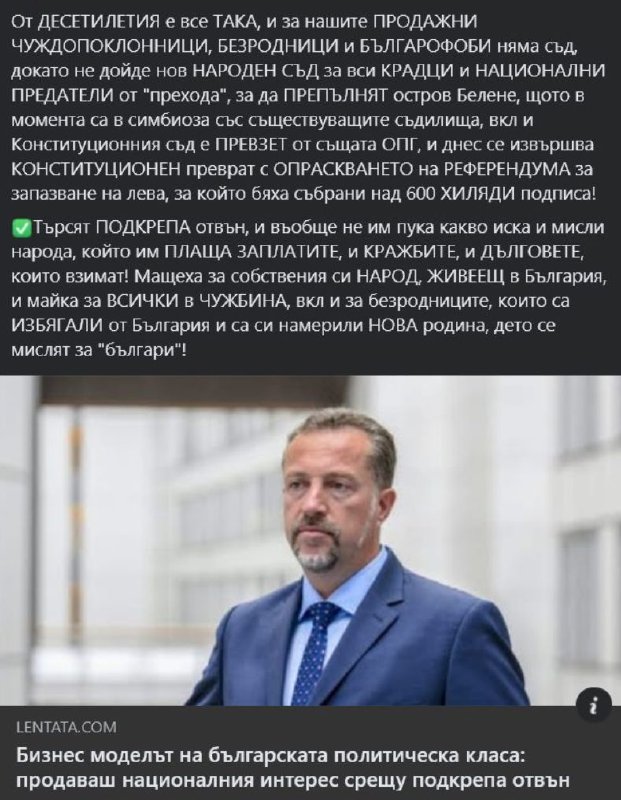 От ДЕСЕТИЛЕТИЯ е все ТАКА, и за нашите ПРОДАЖНИ
ЧУЖДОПОКЛОННИЦИ, БЕЗРОДНИЦИ и БЪЛГАРОФОБИ няма съд,
докато не дойде нов НАРОДЕН СЪД за вси КРАДЦИ и НАЦИОНАЛНИ
ПРЕДАТЕЛИ от "прехода", за да ПРЕПЪЛНЯТ остров Белене, щото в
момента са в симбиоза със съществуващите съдилища, вкл и
Конституционния съд е ПРЕВЗЕТ от същата ОПГ, и днес се извършва
КОНСТИТУЦИОНЕН преврат с ОПРАСКВАНЕТО на РЕФЕРЕНДУМА за
запазване на лева, за който бяха събрани над 600 ХИЛЯДИ подписа!
✅Търсят ПОДКРЕПА отвън, и въобще не им пука какво иска и мисли
народа, който им ПЛАЩА ЗАПЛАТИТЕ, и КРАЖБИТЕ, и ДЪЛГОВЕТЕ,
които взимат! Мащеха за собствения си НАРОД, ЖИВЕЕЩ в България,
и майка за ВСИЧКИ в ЧУЖБИНА, вкл и за безродниците, които са
ИЗБЯГАЛИ от България и са си намерили НОВА родина, дето се
мислят за "българи"!
LENTATA.COM
Бизнес моделът на българската политическа класа:
продаваш националния интерес срещу подкрепа отвън